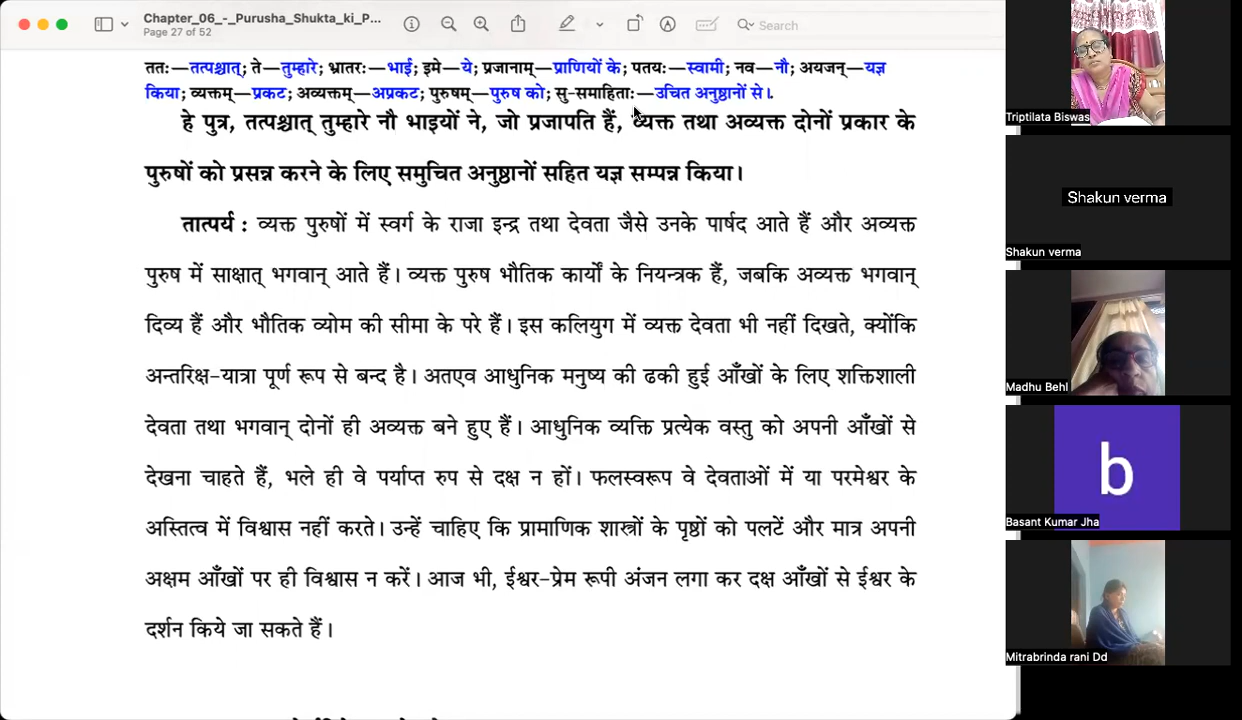 Chapter_06_-_Purusha_Shukta_ki_P...
Page 27 of 52
Search
ततः—तत्पश्चात्; ते—तुम्हारे; भ्रातरः—भाई; इमे—ये; प्रजानाम्—प्राणियों के; पतयः—स्वामी; नव—नौ; अयजन्—यज्ञ
किया; व्यक्तम्—प्रकट; अव्यक्तम्—अप्रकट; पुरुषम्—पुरुष को; सु-समाहिताः—उचित अनुष्ठानों से।
हे पुत्र, तत्पश्चात् तुम्हारे नौ भाइयों ने, जो प्रजापति हैं, व्यक्त तथा अव्यक्त दोनों प्रकार के
पुरुषों को प्रसन्न करने के लिए समुचित अनुष्ठानों सहित यज्ञ सम्पन्न किया।
तात्पर्य : व्यक्त पुरुषों में स्वर्ग के राजा इन्द्र तथा देवता जैसे उनके पार्षद आते हैं और अव्यक्त
पुरुष में साक्षात् भगवान् आते हैं। व्यक्त पुरुष भौतिक कार्यों के नियन्त्रक हैं, जबकि अव्यक्त भगवान्
दिव्य हैं और भौतिक व्योम की सीमा के परे हैं। इस कलियुग में व्यक्त देवता भी नहीं दिखते, क्योंकि
अन्तरिक्ष-यात्रा पूर्ण रूप से बन्द है। अतएव आधुनिक मनुष्य की ढकी हुई आँखों के लिए शक्तिशाली
देवता तथा भगवान् दोनों ही अव्यक्त बने हुए हैं। आधुनिक व्यक्ति प्रत्येक वस्तु को अपनी आँखों से
देखना चाहते हैं, भले ही वे पर्याप्त रुप से दक्ष न हों। फलस्वरूप वे देवताओं में या परमेश्वर के
अस्तित्व में विश्वास नहीं करते। उन्हें चाहिए कि प्रामाणिक शास्त्रों के पृष्ठों को पलटें और मात्र अपनी
अक्षम आँखों पर ही विश्वास न करें। आज भी, ईश्वर-प्रेम रूपी अंजन लगा कर दक्ष आँखों से ईश्वर के
दर्शन किये जा सकते हैं।
Triptilata Biswas
Shakun verma
Shakun verma
Madhu Behl
b
Basant Kumar Jha
Mitrabrinda rani Dd